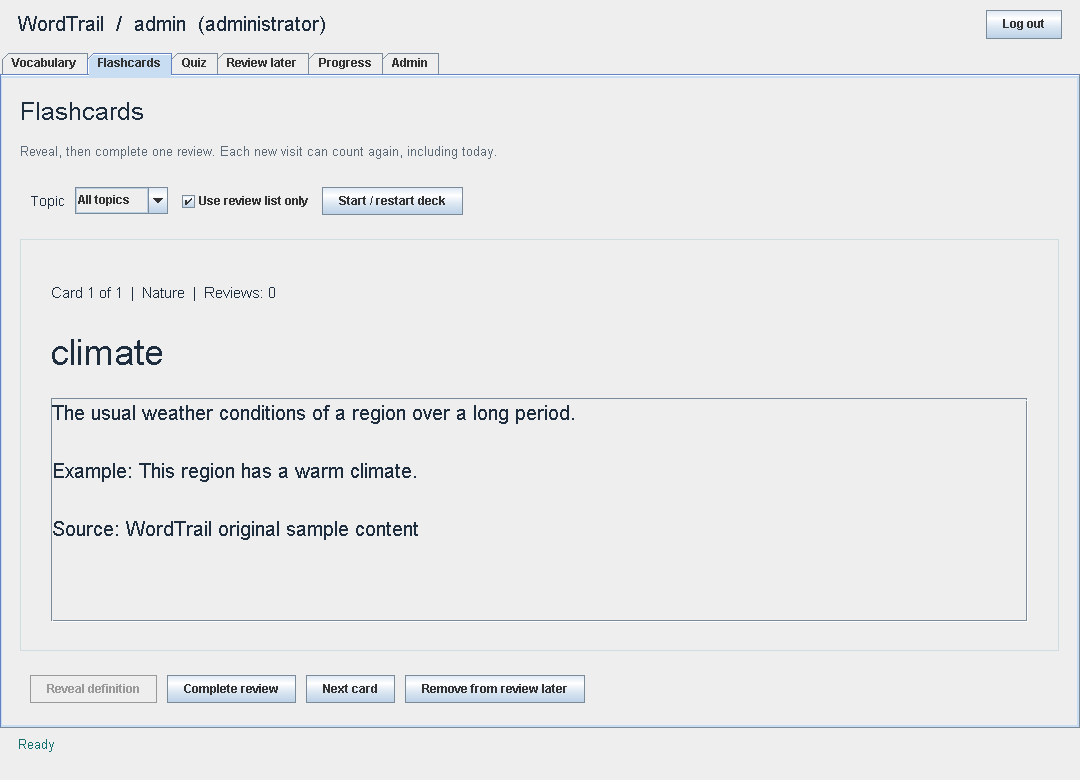 WordTrail / admin (administrator)
Log out
Vocabulary Flashcards Quiz Review later Progress Admin
Flashcards
Reveal, then complete one review. Each new visit can count again, including today.
Topic All topics Use review list only Start / restart deck
Card 1 of 1 | Nature | Reviews: 0
climate
The usual weather conditions of a region over a long period.
Example: This region has a warm climate.
Source: WordTrail original sample content
Reveal definition Complete review Next card Remove from review later
Ready